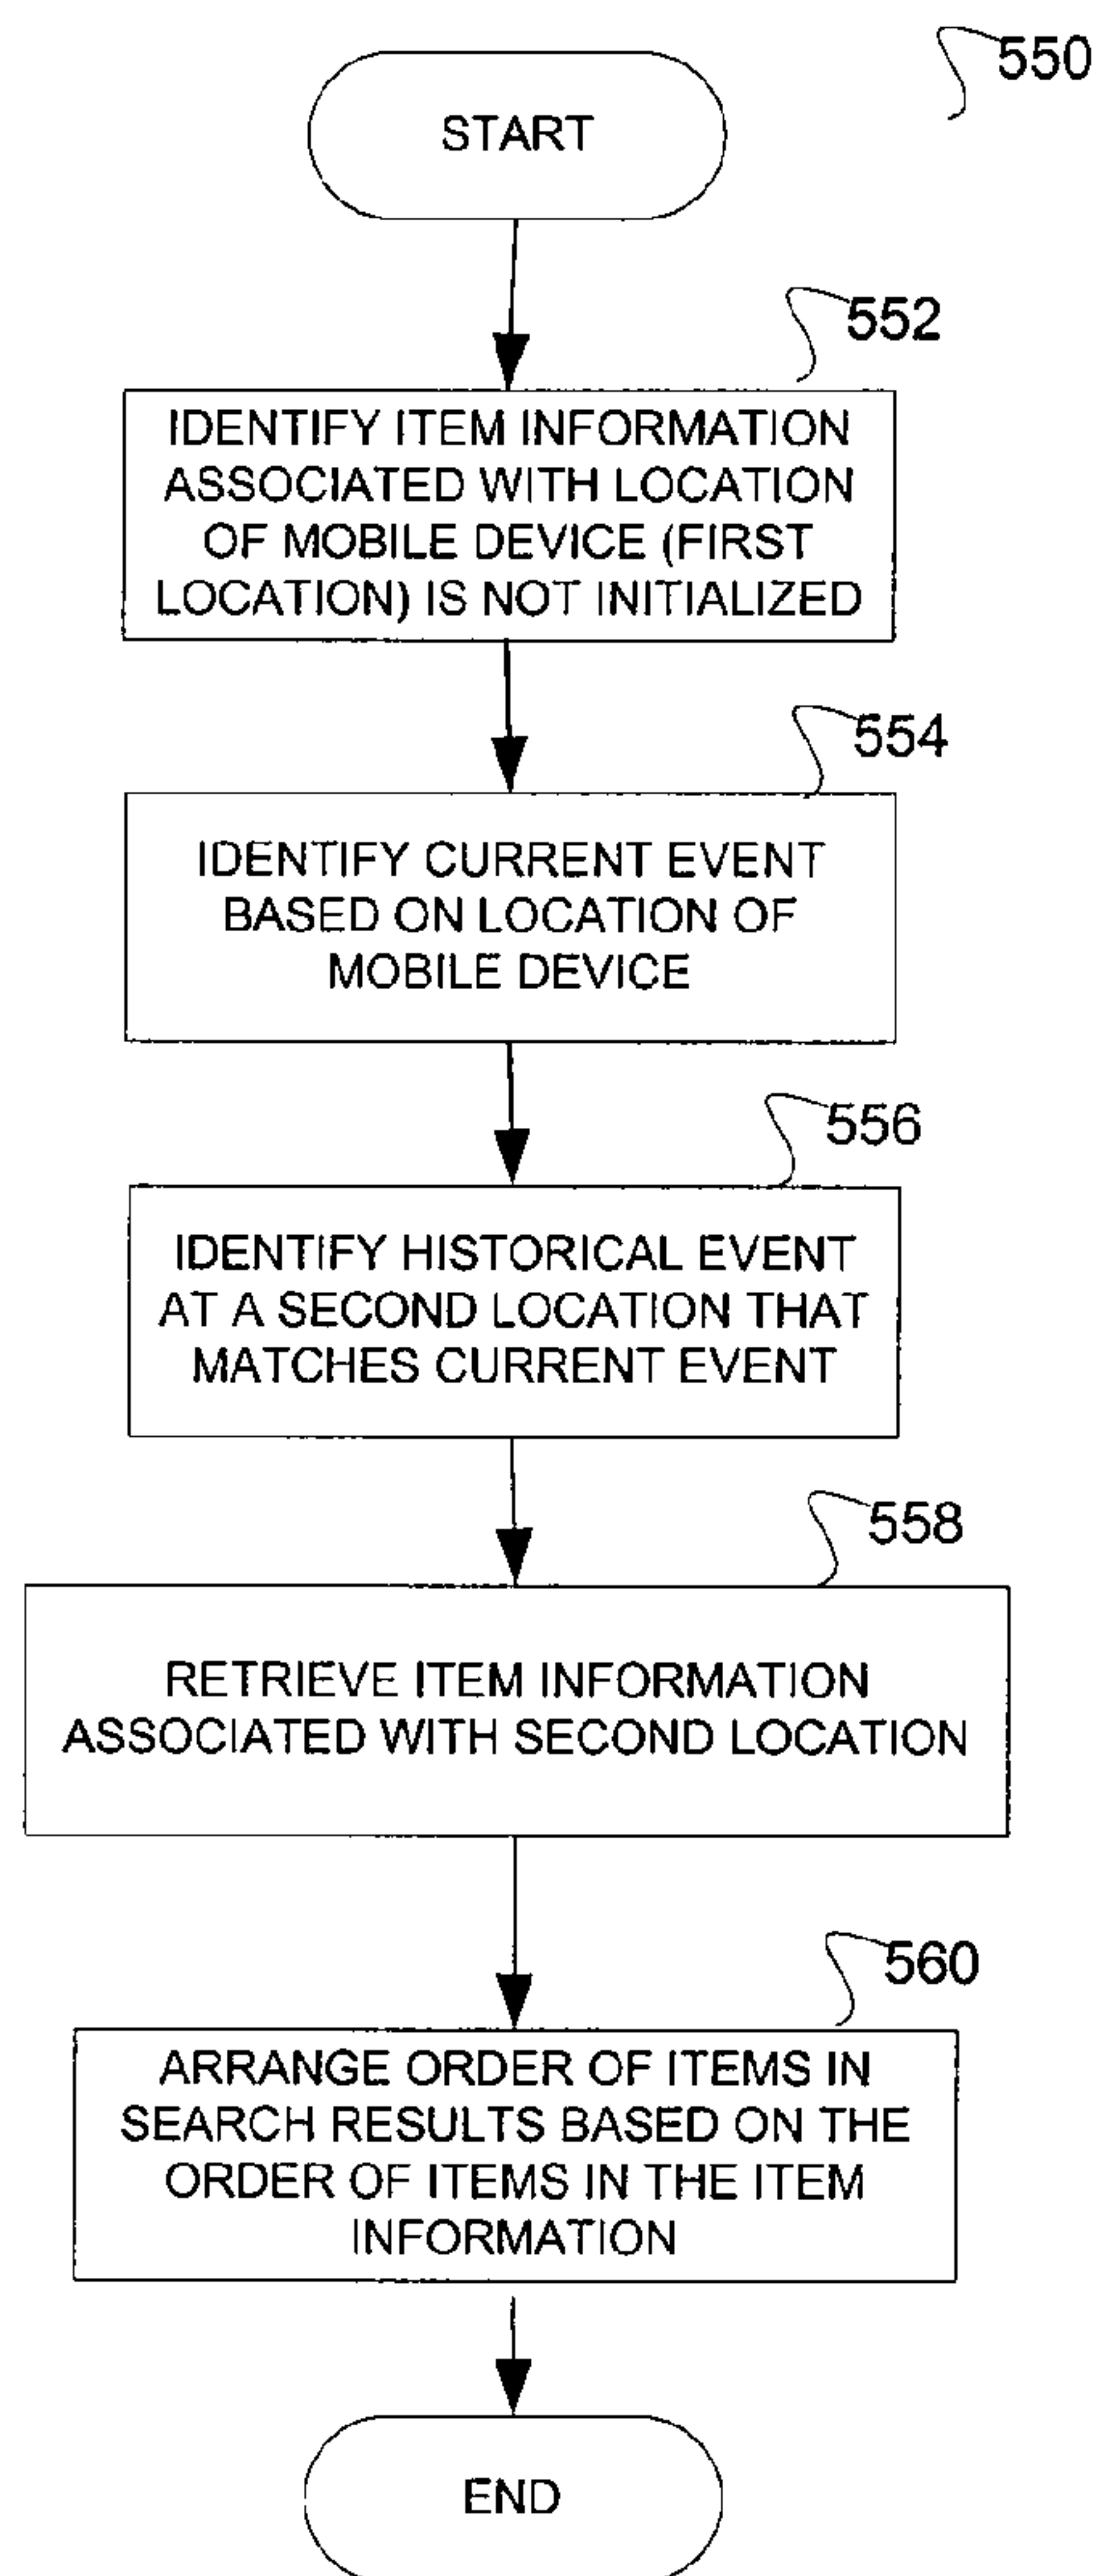 550
START
552
IDENTIFY ITEM INFORMATION
ASSOCIATED WITH LOCATION
OF MOBILE DEVICE (FIRST
LOCATION) IS NOT INITIALIZED
554
IDENTIFY CURRENT EVENT
BASED ON LOCATION OF
MOBILE DEVICE
556
IDENTIFY HISTORICAL EVENT
AT A SECOND LOCATION THAT
MATCHES CURRENT EVENT
558
RETRIEVE ITEM INFORMATION
ASSOCIATED WITH SECOND LOCATION
560
ARRANGE ORDER OF ITEMS IN
SEARCH RESULTS BASED ON THE
ORDER OF ITEMS IN THE ITEM
INFORMATION
END